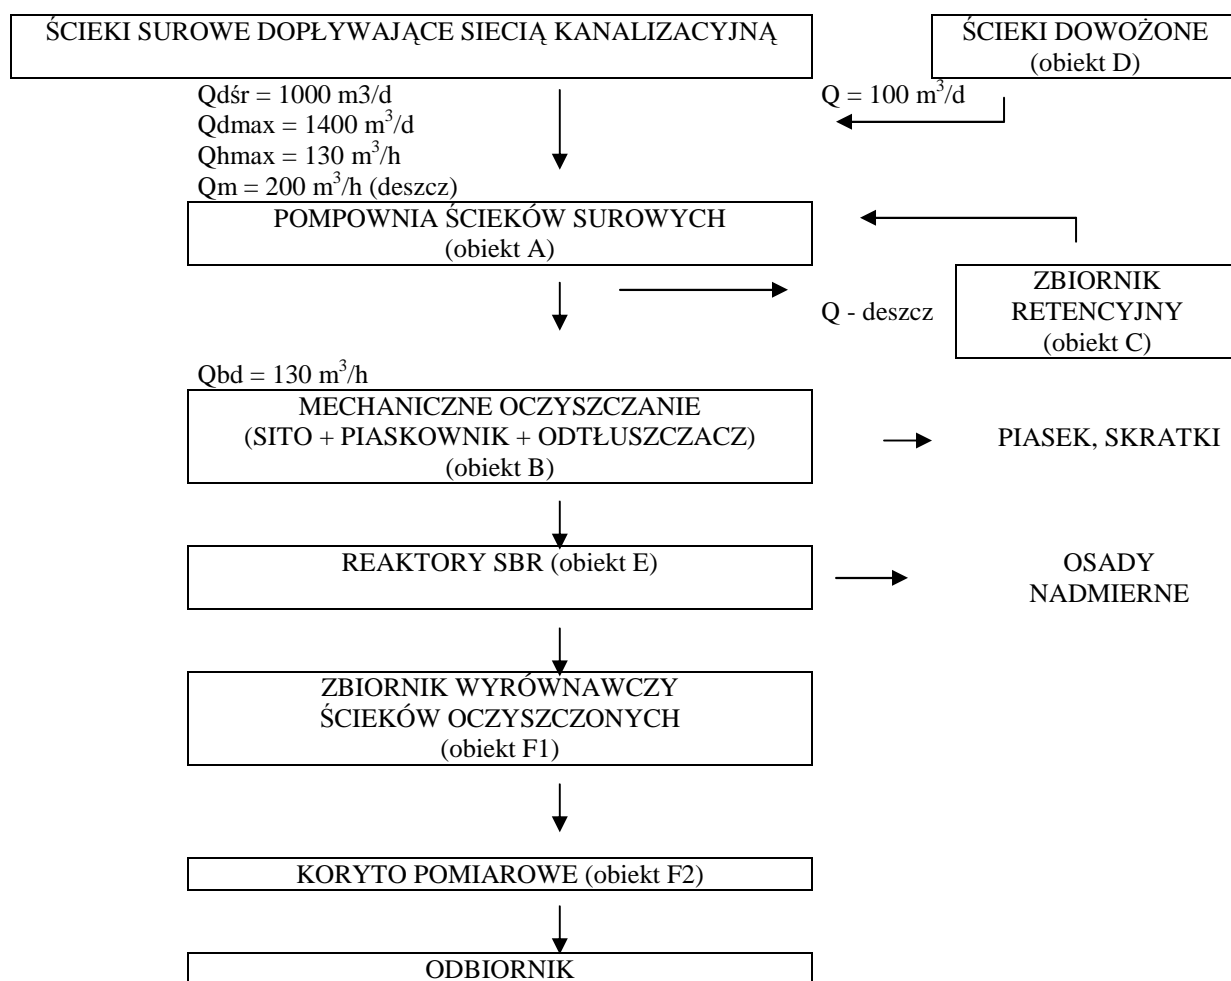 ŚCIEKI SUROWE DOPŁYWAJĄCE SIECIĄ KANALIZACYJNĄ
ŚCIEKI DOWOŻONE
(obiekt D)
Qdśr = 1000 m3/d
Q = 100 m³/d
Qdmax = 1400 m³/d
Qhmax = 130 m³/h
Qm = 200 m³/h (deszcz)
POMPOWNIA ŚCIEKÓW SUROWYCH
(obiekt A)
ZBIORNIK
RETENCYJNY
(obiekt C)
Q - deszcz
Qbd = 130 m³/h
MECHANICZNE OCZYSZCZANIE
(SITO + PIASKOWNIK + ODTŁUSZCZACZ)
(obiekt B)
PIASEK, SKRATKI
REAKTORY SBR (obiekt E)
OSADY
NADMIERNE
ZBIORNIK WYRÓWNAWCZY
ŚCIEKÓW OCZYSZCZONYCH
(obiekt F1)
KORYTO POMIAROWE (obiekt F2)
ODBIORNIK